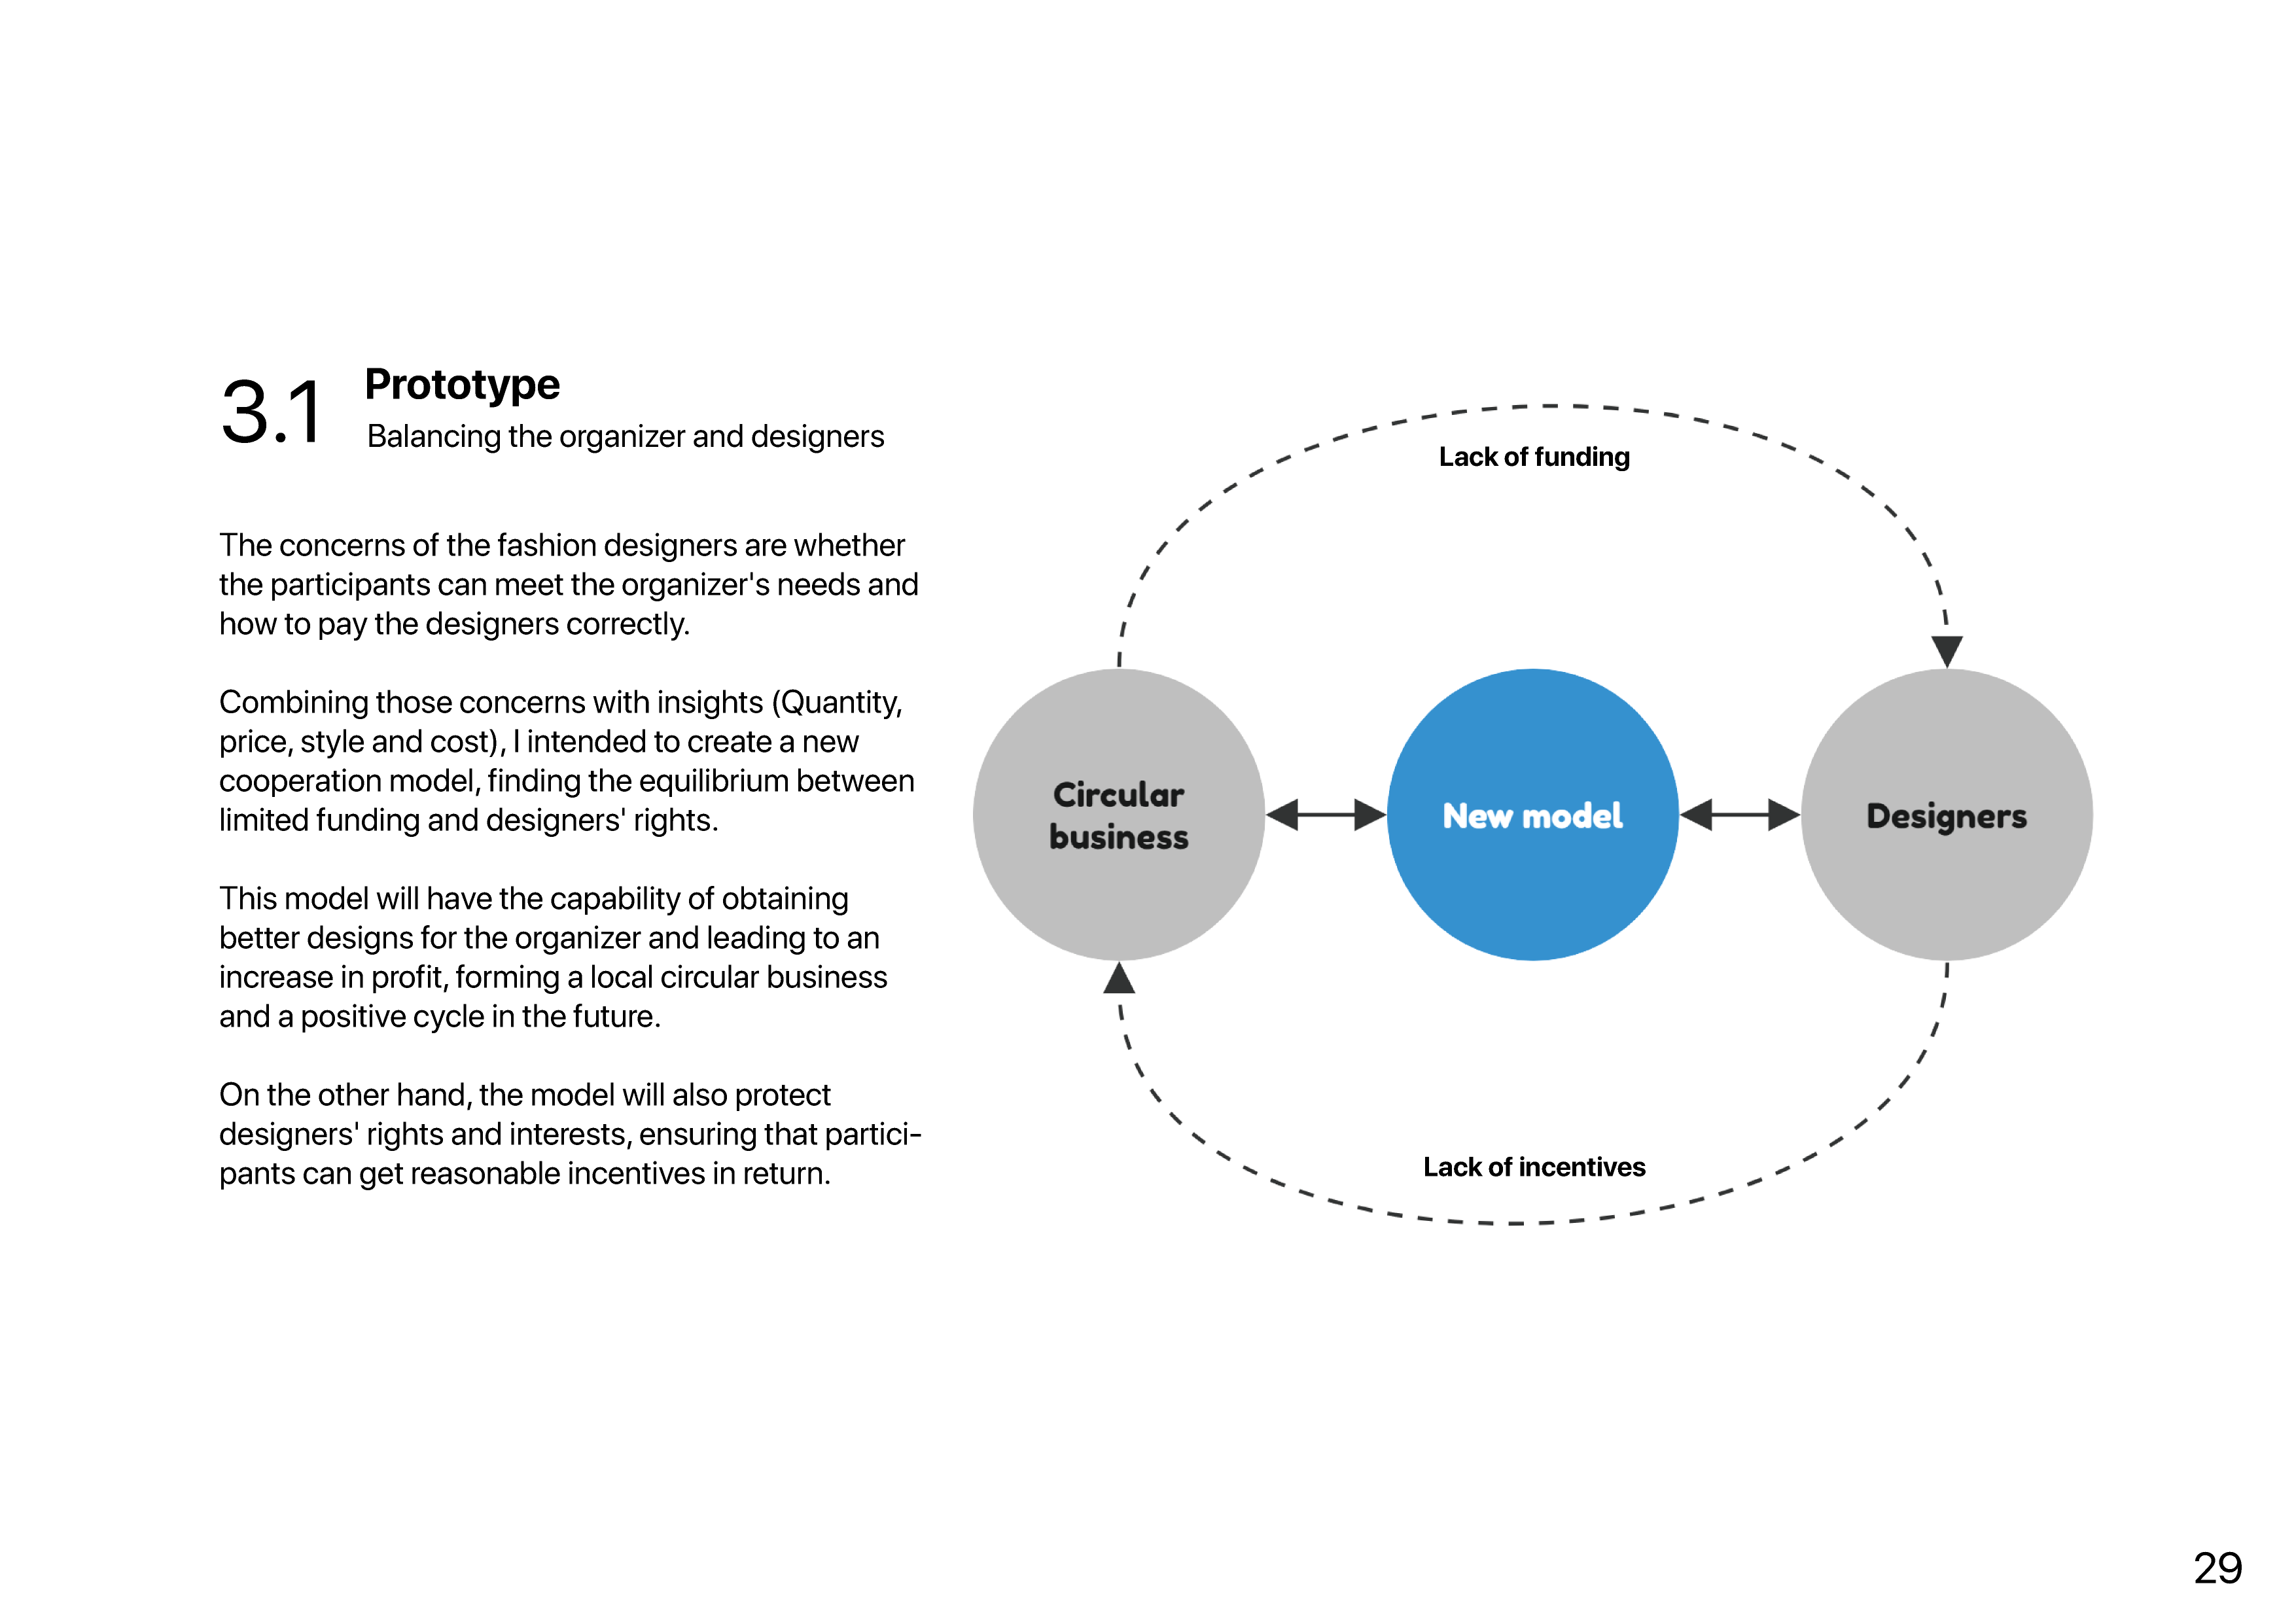 3.1
Prototype
Balancing the organizer and designers
The concerns of the fashion designers are whether
the participants can meet the organizer's needs and
how to pay the designers correctly.
Combining those concerns with insights (Quantity,
price, style and cost), I intended to create a new
cooperation model, finding the equilibrium between
limited funding and designers' rights.
This model will have the capability of obtaining
better designs for the organizer and leading to an
increase in profit, forming a local circular business
and a positive cycle in the future.
On the other hand, the model will also protect
designers' rights and interests, ensuring that partici-
pants can get reasonable incentives in return.
Lack of funding
Circular
business
New model
Designers
Lack of incentives
29